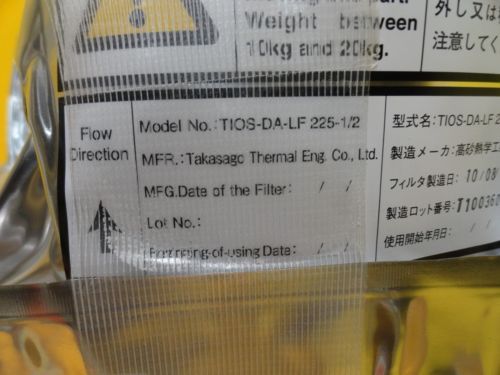 Weight between
10kg and 20kg.
外し又は
注意してく
Flow
Direction
Model No.:TIOS-DA-LF 225-1/2
MFR.:Takasago Thermal Eng. Co., Ltd.
MFG.Date of the Filter: / /
Lot No.:
of-using Date: / /
型式名:TIOS-DA-LF 2
製造メーカ:高砂熱学工
フィルタ製造日:10/08/
製造ロット番号:T100360
使用開始年月日: / /